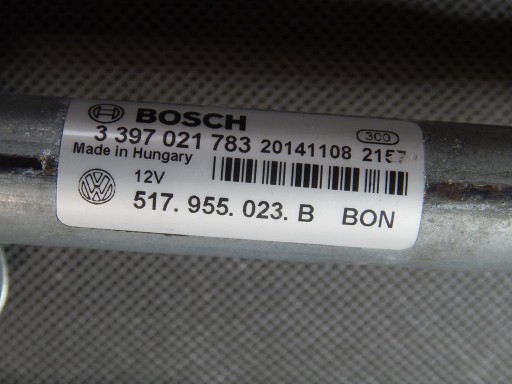 BOSCH
3 397 021 783 20141108 2157
300
Made in Hungary
12V
517. 955. 023. B BON